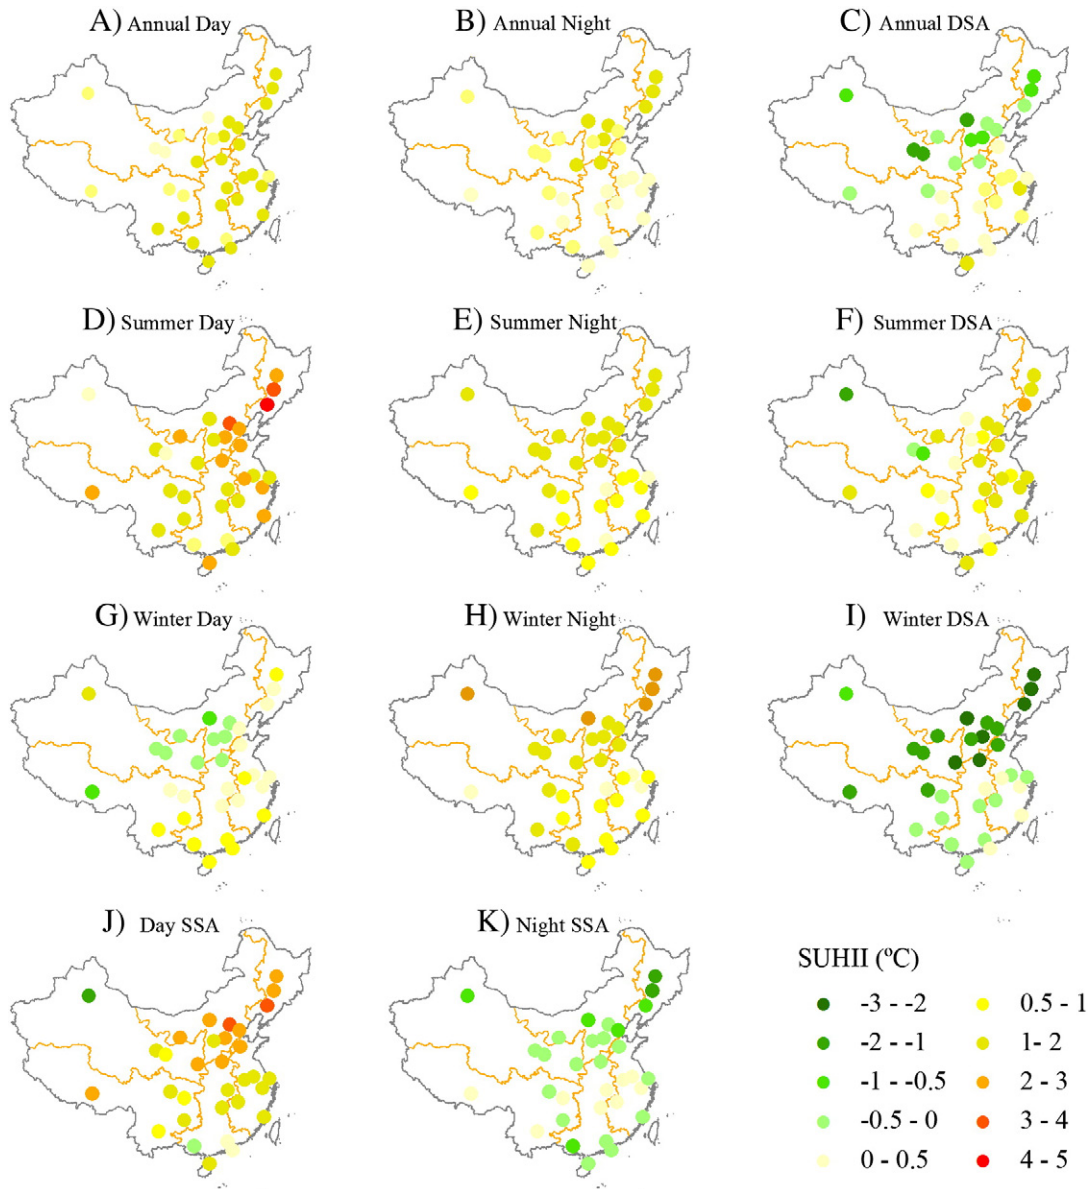 A) Annual Day
B) Annual Night
C) Annual DSA
D) Summer Day
E) Summer Night
F) Summer DSA
G) Winter Day
H) Winter Night
I) Winter DSA
J) Day SSA
K) Night SSA
SUHII (ºC)
-3 - -2
-2 - -1
-1 - -0.5
-0.5 - 0
0 - 0.5
0.5 - 1
1- 2
2 - 3
3 - 4
4 - 5